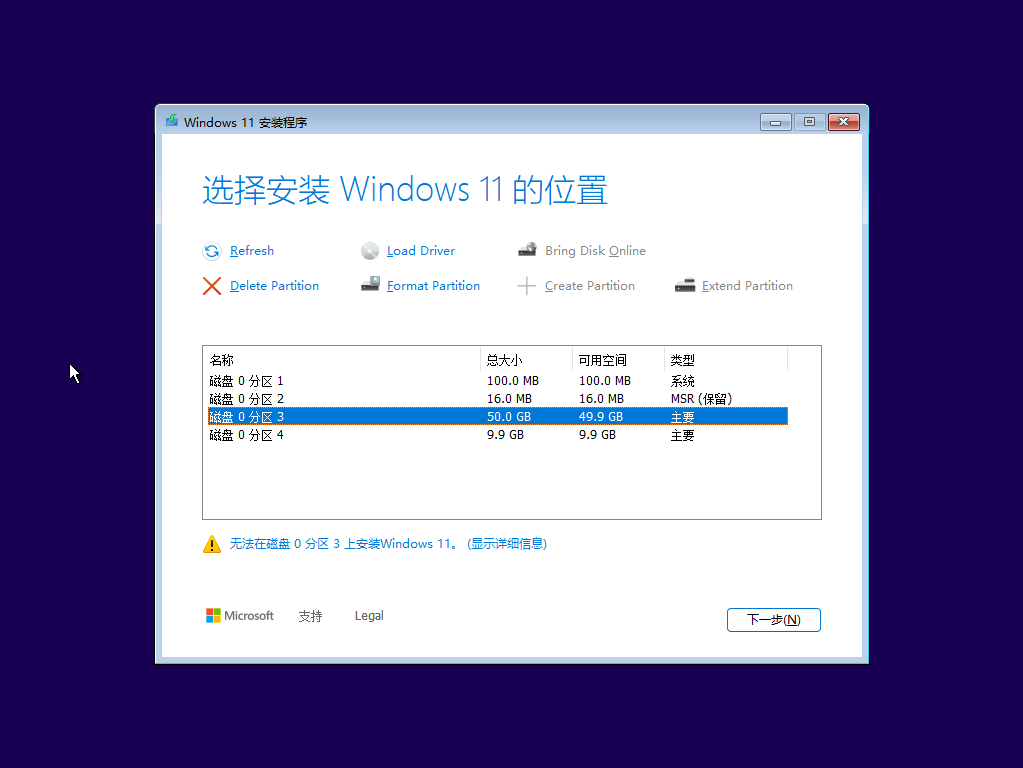 Windows 11 安装程序
选择安装 Windows 11 的位置
Refresh Load Driver Bring Disk Online
Delete Partition Format Partition Create Partition Extend Partition
名称 总大小 可用空间 类型
磁盘 0 分区 1 100.0 MB 100.0 MB 系统
磁盘 0 分区 2 16.0 MB 16.0 MB MSR (保留)
磁盘 0 分区 3 50.0 GB 49.9 GB 主要
磁盘 0 分区 4 9.9 GB 9.9 GB 主要
无法在磁盘 0 分区 3 上安装Windows 11。 (显示详细信息)
Microsoft 支持 Legal
下一步(N)